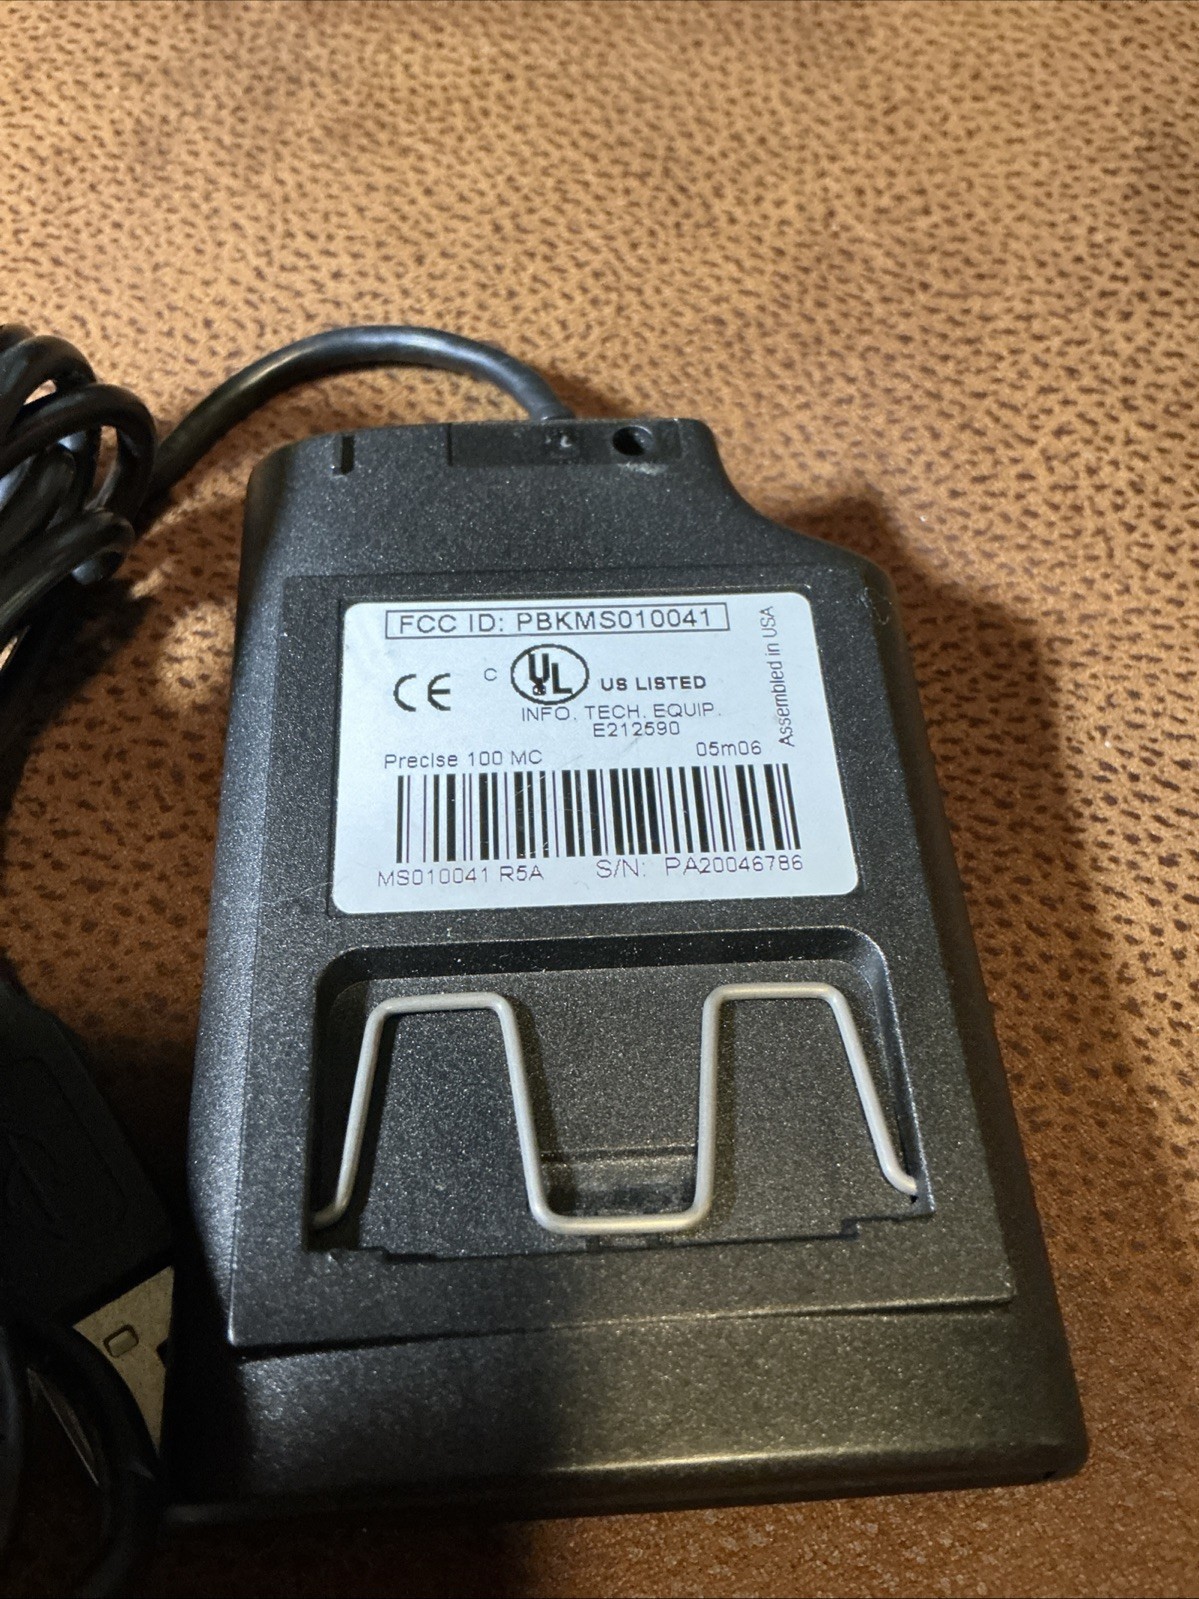 FCC ID: PBKMS010041
CE
C UL US LISTED
INFO. TECH. EQUIP.
E212590
Assembled in USA
Precise 100 MC 05m06
MS010041 R5A S/N: PA20046786